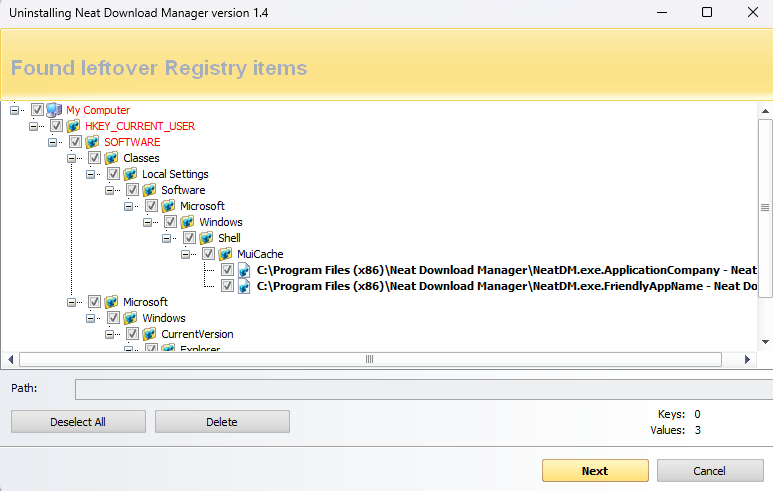 Uninstalling Neat Download Manager version 1.4
Found leftover Registry items
My Computer
HKEY_CURRENT_USER
SOFTWARE
Classes
Local Settings
Software
Microsoft
Windows
Shell
MuiCache
C:\Program Files (x86)\Neat Download Manager\NeatDM.exe.ApplicationCompany - Neat
C:\Program Files (x86)\Neat Download Manager\NeatDM.exe.FriendlyAppName - Neat Do
Microsoft
Windows
CurrentVersion
Explorer
Path:
Deselect All Delete Keys: 0
Values: 3
Next Cancel